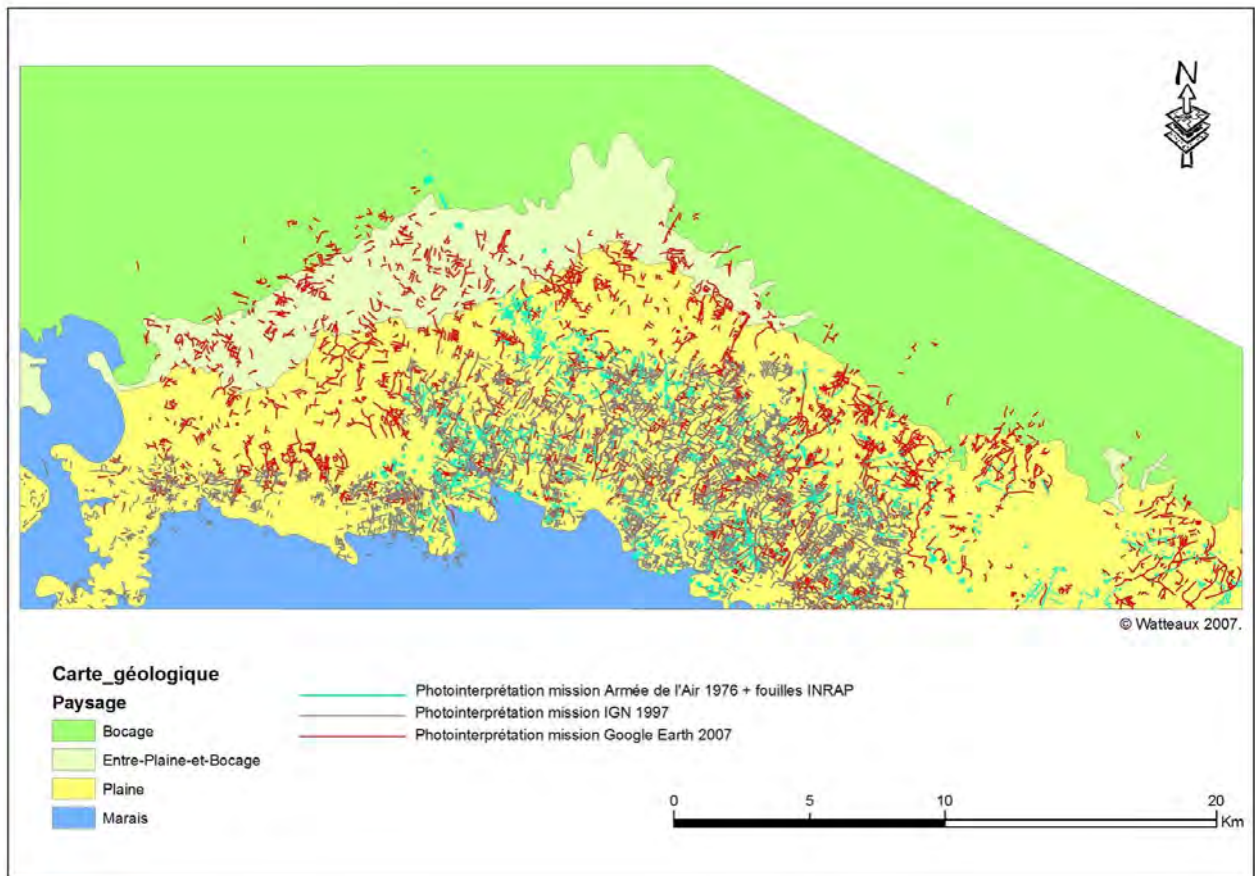 N
© Watteaux 2007.
Carte_géologique
Paysage
Bocage
Entre-Plaine-et-Bocage
Plaine
Marais
Photointerprétation mission Armée de l'Air 1976 + fouilles INRAP
Photointerprétation mission IGN 1997
Photointerprétation mission Google Earth 2007
0 5 10 20
Km